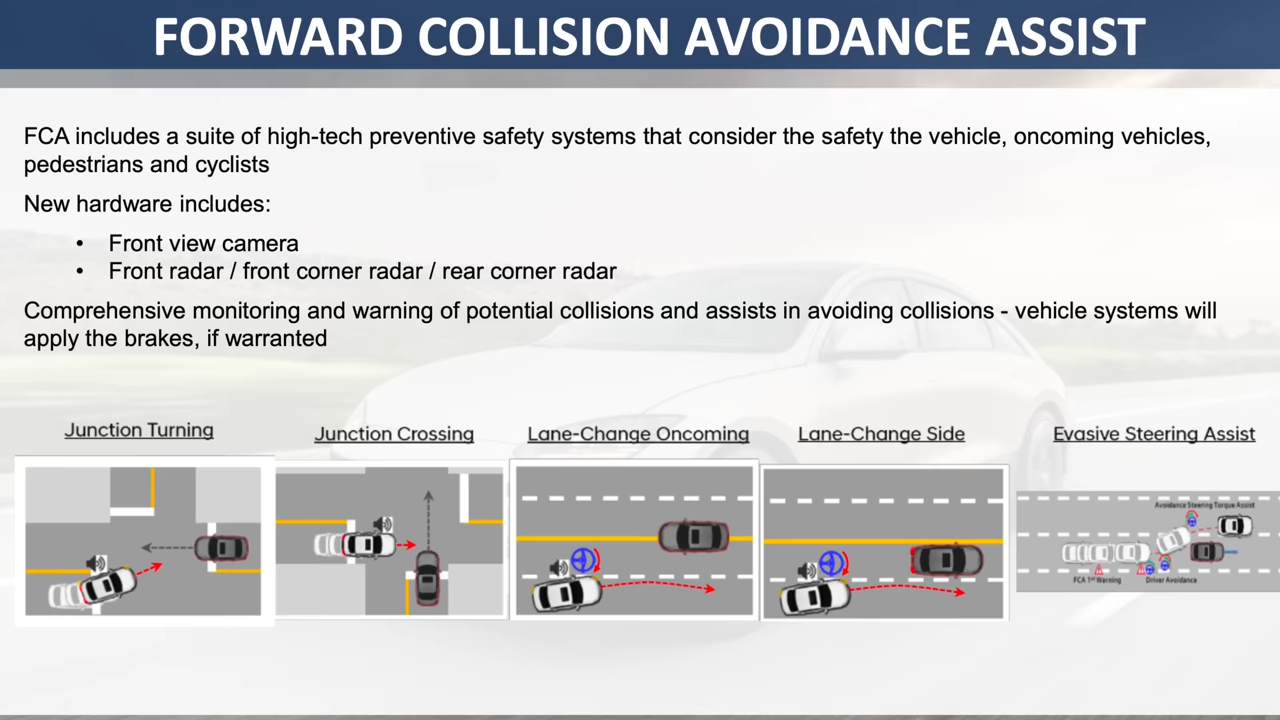 FORWARD COLLISION AVOIDANCE ASSIST
FCA includes a suite of high-tech preventive safety systems that consider the safety the vehicle, oncoming vehicles,
pedestrians and cyclists
New hardware includes:
• Front view camera
• Front radar / front corner radar / rear corner radar
Comprehensive monitoring and warning of potential collisions and assists in avoiding collisions - vehicle systems will
apply the brakes, if warranted
Junction Turning
Junction Crossing
Lane-Change Oncoming
Lane-Change Side
Evasive Steering Assist
Avoidance Steering Torque Assist
FCA 1st Warning
Driver Avoidance